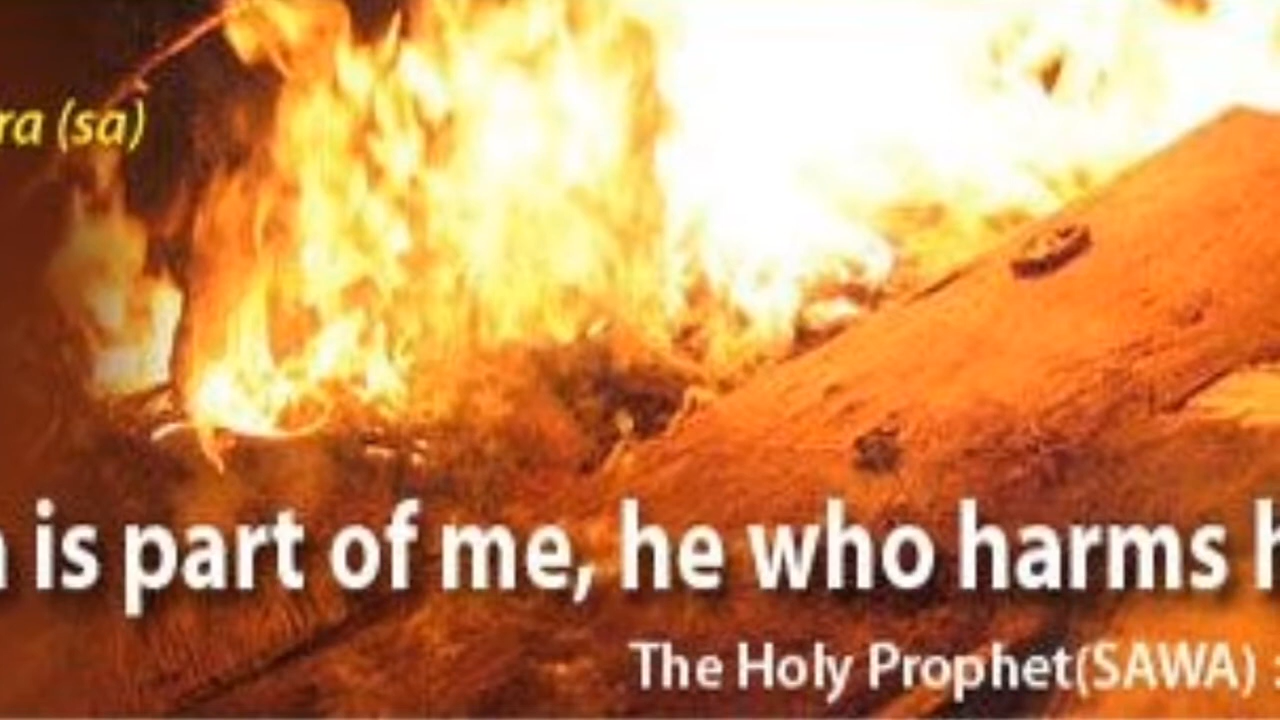 ra (sa)
is part of me, he who harms
The Holy Prophet(SAWA) :